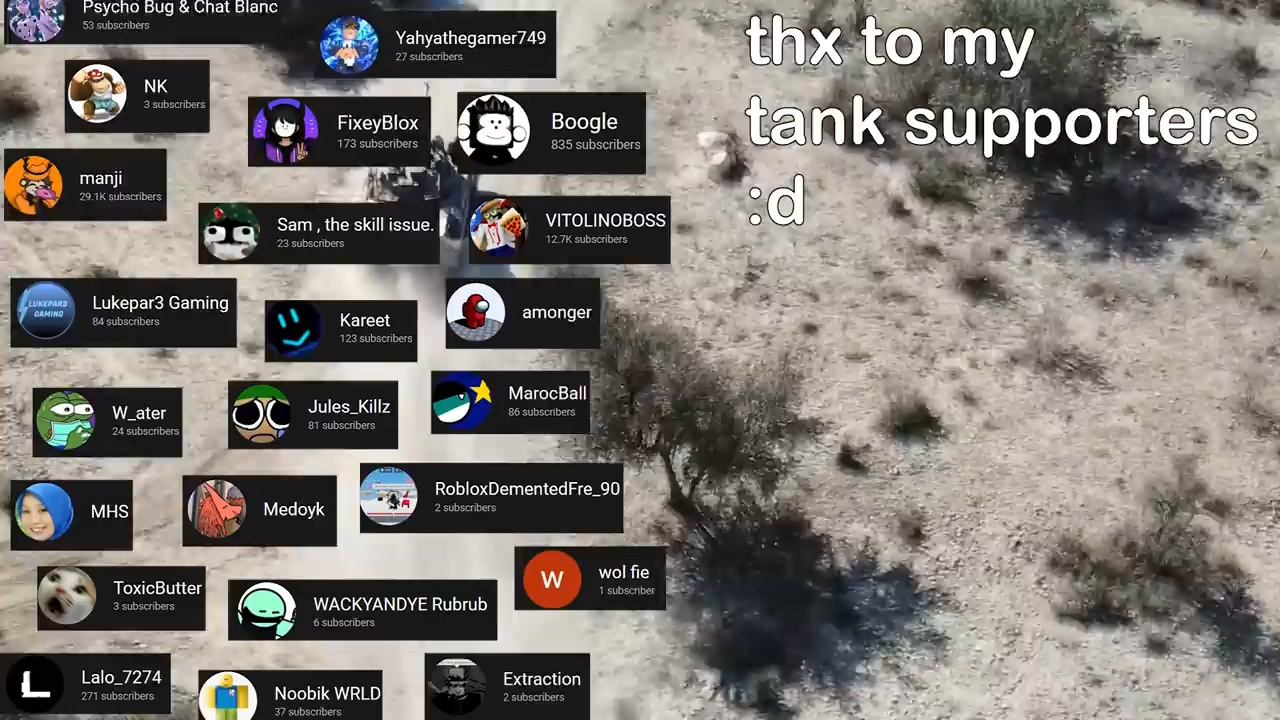 Psycho Bug & Chat Blanc
53 subscribers
Yahyathegamer749
27 subscribers
thx to my
tank supporters
:d
NK
3 subscribers
FixeyBlox
173 subscribers
Boogle
835 subscribers
manji
29.1K subscribers
Sam , the skill issue.
23 subscribers
VITOLINOBOSS
12.7K subscribers
LUKEPAR3
GAMING
Lukepar3 Gaming
84 subscribers
Kareet
123 subscribers
amonger
W_ater
24 subscribers
Jules_Killz
81 subscribers
MarocBall
86 subscribers
MHS
Medoyk
RobloxDementedFre_90
2 subscribers
ToxicButter
3 subscribers
WACKYANDYE Rubrub
6 subscribers
W
wol fie
1 subscriber
L
Lalo_7274
271 subscribers
Noobik WRLD
37 subscribers
Extraction
2 subscribers